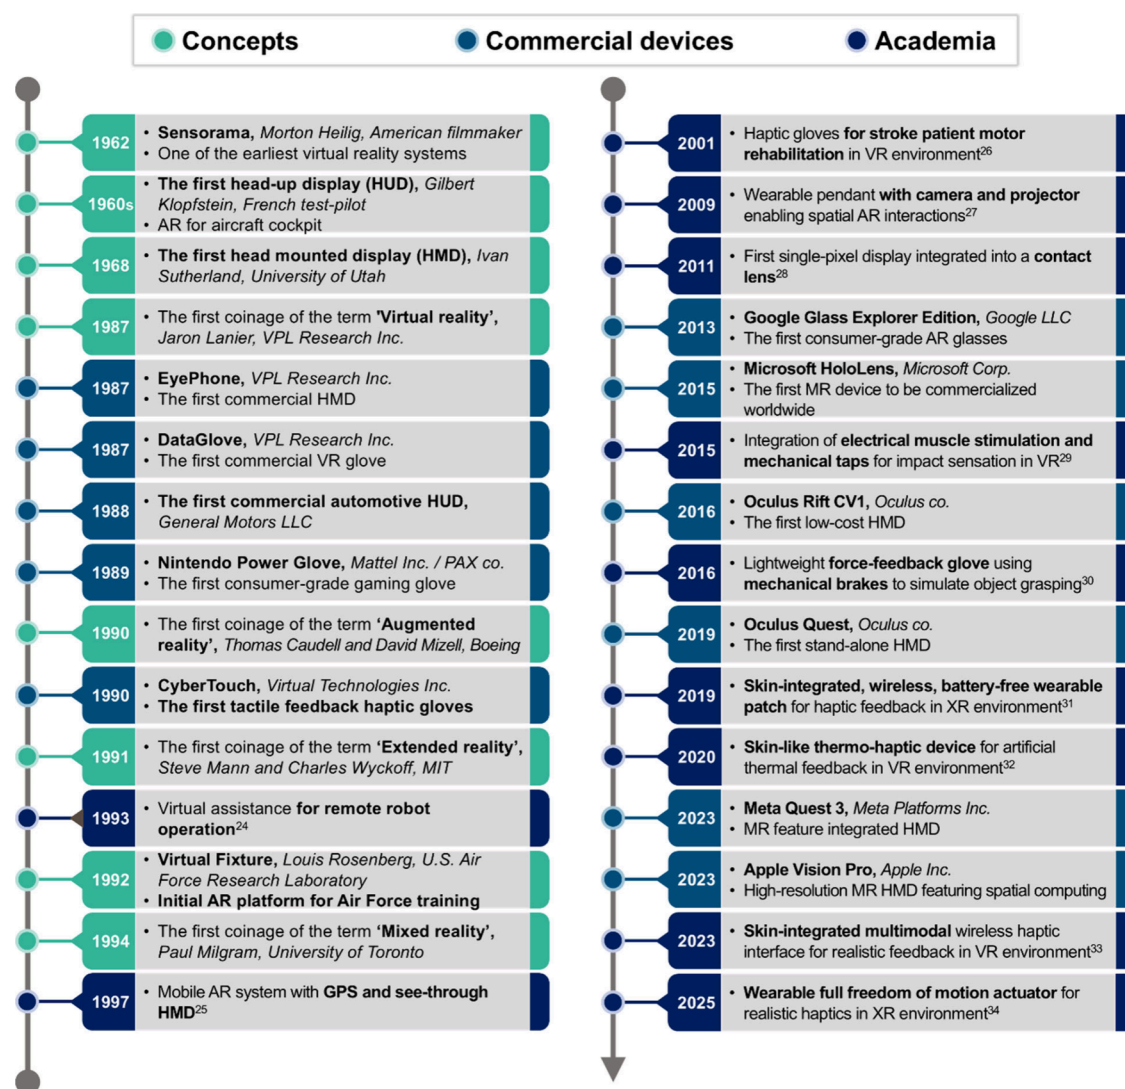 Concepts
Commercial devices
Academia
1962
• Sensorama, Morton Heilig, American filmmaker
• One of the earliest virtual reality systems
1960s
• The first head-up display (HUD), Gilbert
Klopfstein, French test-pilot
• AR for aircraft cockpit
1968
• The first head mounted display (HMD), Ivan
Sutherland, University of Utah
1987
• The first coinage of the term 'Virtual reality’,
Jaron Lanier, VPL Research Inc.
1987
• EyePhone, VPL Research Inc.
• The first commercial HMD
1987
• DataGlove, VPL Research Inc.
• The first commercial VR glove
1988
• The first commercial automotive HUD,
General Motors LLC
1989
• Nintendo Power Glove, Mattel Inc. / PAX co.
• The first consumer-grade gaming glove
1990
• The first coinage of the term ‘Augmented
reality’, Thomas Caudell and David Mizell, Boeing
1990
• CyberTouch, Virtual Technologies Inc.
• The first tactile feedback haptic gloves
1991
• The first coinage of the term ‘Extended reality’,
Steve Mann and Charles Wyckoff, MIT
1993
• Virtual assistance for remote robot
operation24
1992
• Virtual Fixture, Louis Rosenberg, U.S. Air
Force Research Laboratory
• Initial AR platform for Air Force training
1994
• The first coinage of the term ‘Mixed reality’,
Paul Milgram, University of Toronto
1997
• Mobile AR system with GPS and see-through
HMD25
2001
• Haptic gloves for stroke patient motor
rehabilitation in VR environment26
2009
• Wearable pendant with camera and projector
enabling spatial AR interactions27
2011
• First single-pixel display integrated into a contact
lens28
2013
• Google Glass Explorer Edition, Google LLC
• The first consumer-grade AR glasses
2015
• Microsoft HoloLens, Microsoft Corp.
• The first MR device to be commercialized
worldwide
2015
• Integration of electrical muscle stimulation and
mechanical taps for impact sensation in VR29
2016
• Oculus Rift CV1, Oculus co.
• The first low-cost HMD
2016
• Lightweight force-feedback glove using
mechanical brakes to simulate object grasping30
2019
• Oculus Quest, Oculus co.
• The first stand-alone HMD
2019
• Skin-integrated, wireless, battery-free wearable
patch for haptic feedback in XR environment31
2020
• Skin-like thermo-haptic device for artificial
thermal feedback in VR environment32
2023
• Meta Quest 3, Meta Platforms Inc.
• MR feature integrated HMD
2023
• Apple Vision Pro, Apple Inc.
• High-resolution MR HMD featuring spatial computing
2023
• Skin-integrated multimodal wireless haptic
interface for realistic feedback in VR environment33
2025
• Wearable full freedom of motion actuator for
realistic haptics in XR environment34